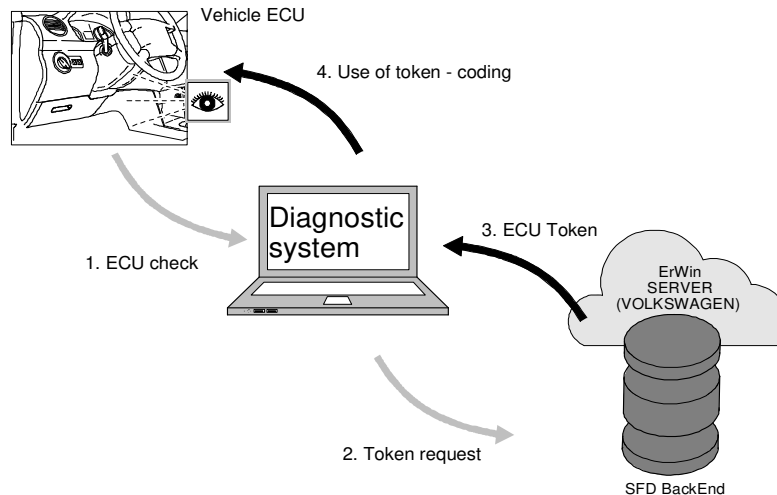 Vehicle ECU
4. Use of token - coding
Diagnostic
system
3. ECU Token
1. ECU check
ErWin
SERVER
(VOLKSWAGEN)
2. Token request
SFD BackEnd